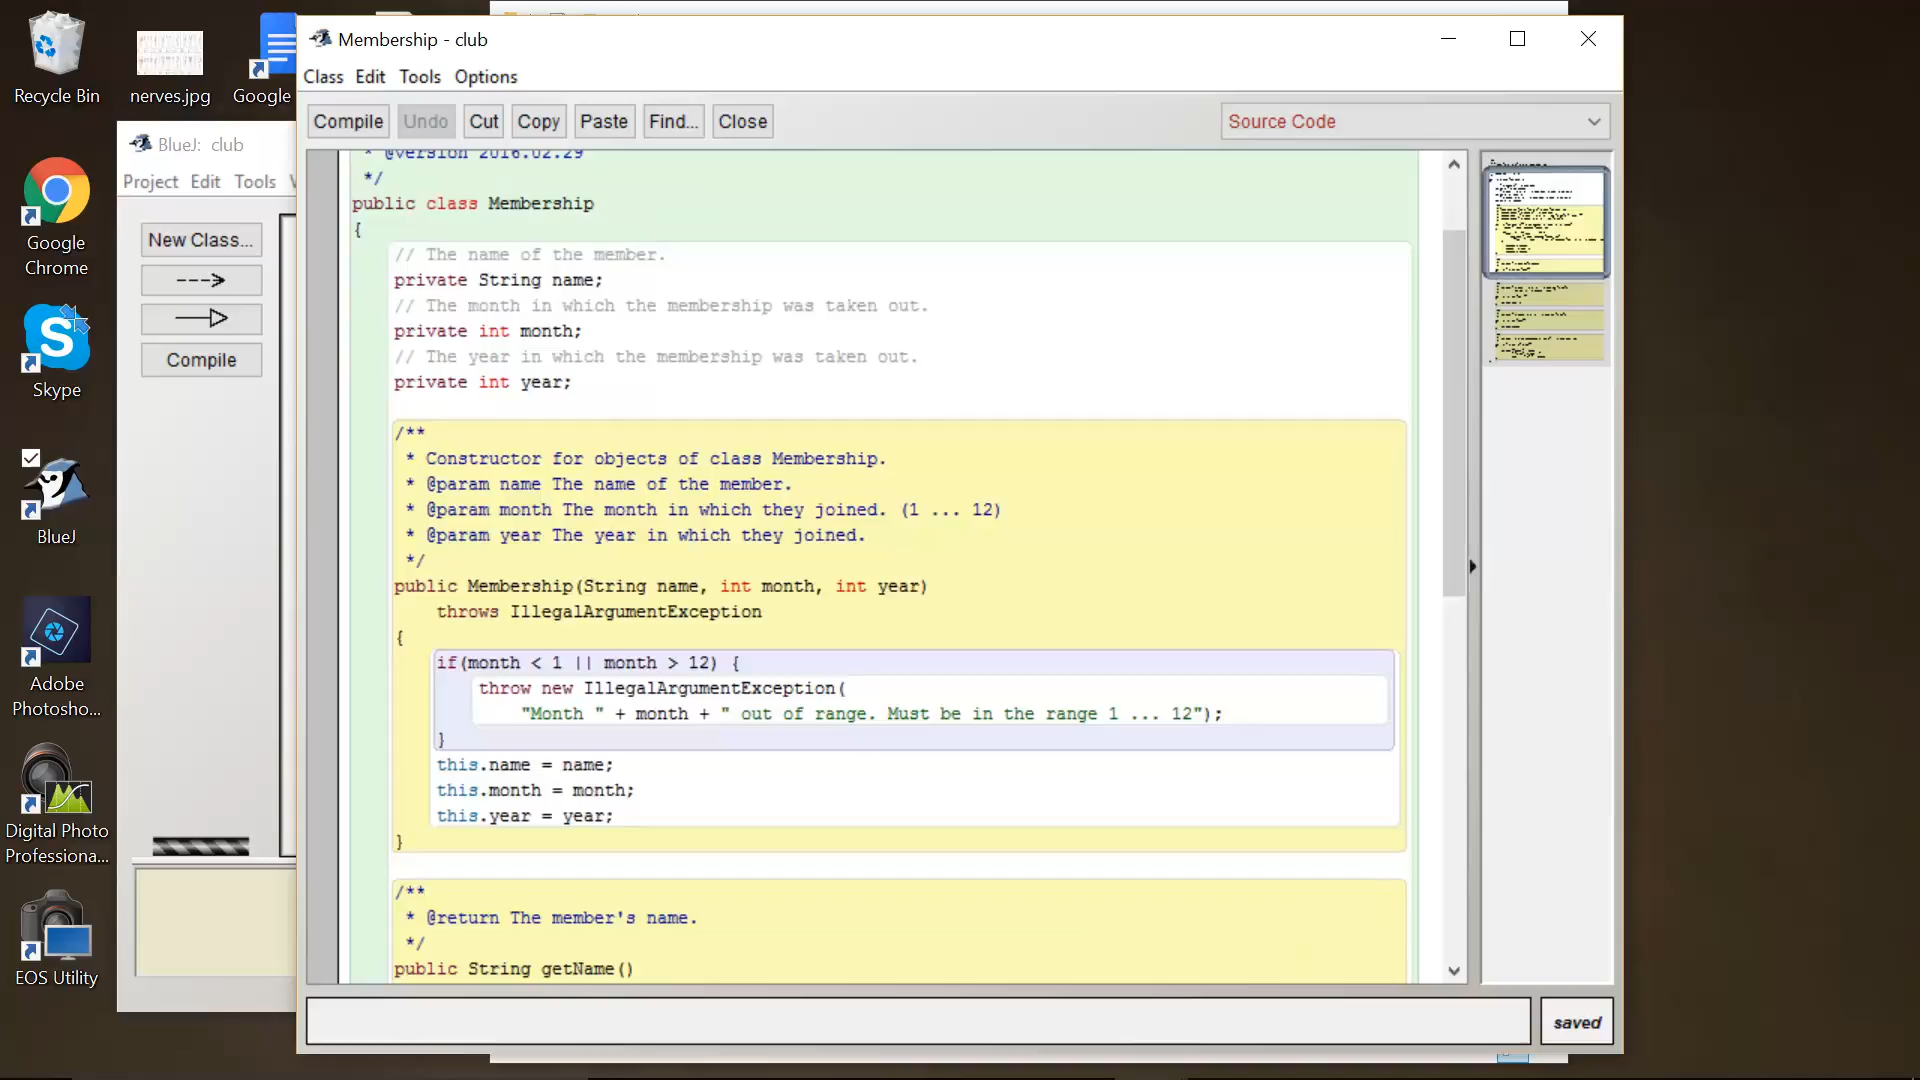 Recycle Bin
nerves.jpg
Google
Google
Chrome
Skype
BlueJ
Adobe
Photosho...
Digital Photo
Professiona...
EOS Utility
BlueJ: club
Project Edit Tools
New Class...
Compile
Membership - club
Class Edit Tools Options
Compile Undo Cut Copy Paste Find... Close
Source Code
* @version 2016.02.29
*/
public class Membership
{
// The name of the member.
private String name;
// The month in which the membership was taken out.
private int month;
// The year in which the membership was taken out.
private int year;
/**
* Constructor for objects of class Membership.
* @param name The name of the member.
* @param month The month in which they joined. (1 ... 12)
* @param year The year in which they joined.
*/
public Membership(String name, int month, int year)
throws IllegalArgumentException
{
if(month < 1 || month > 12) {
throw new IllegalArgumentException(
"Month " + month + " out of range. Must be in the range 1 ... 12");
}
this.name = name;
this.month = month;
this.year = year;
}
/**
* @return The member's name.
*/
public String getName()
saved